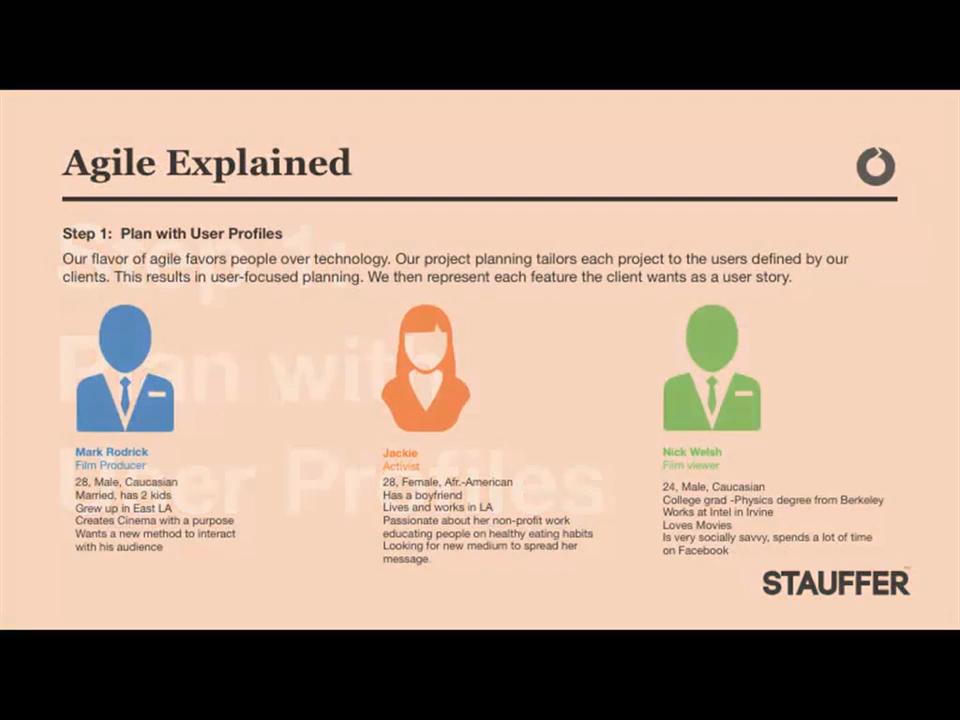 Agile Explained
Step 1: Plan with User Profiles
Our flavor of agile favors people over technology. Our project planning tailors each project to the users defined by our
clients. This results in user-focused planning. We then represent each feature the client wants as a user story.
Step 1:
Plan with
User Profiles
Mark Rodrick
Film Producer
28, Male, Caucasian
Married, has 2 kids
Grew up in East LA
Creates Cinema with a purpose
Wants a new method to interact
with his audience
Jackie
Activist
28, Female, Afr.-American
Has a boyfriend
Lives and works in LA
Passionate about her non-profit work
educating people on healthy eating habits
Looking for new medium to spread her
message.
Nick Welsh
Film viewer
24, Male, Caucasian
College grad -Physics degree from Berkeley
Works at Intel in Irvine
Loves Movies
Is very socially savvy, spends a lot of time
on Facebook
STAUFFER